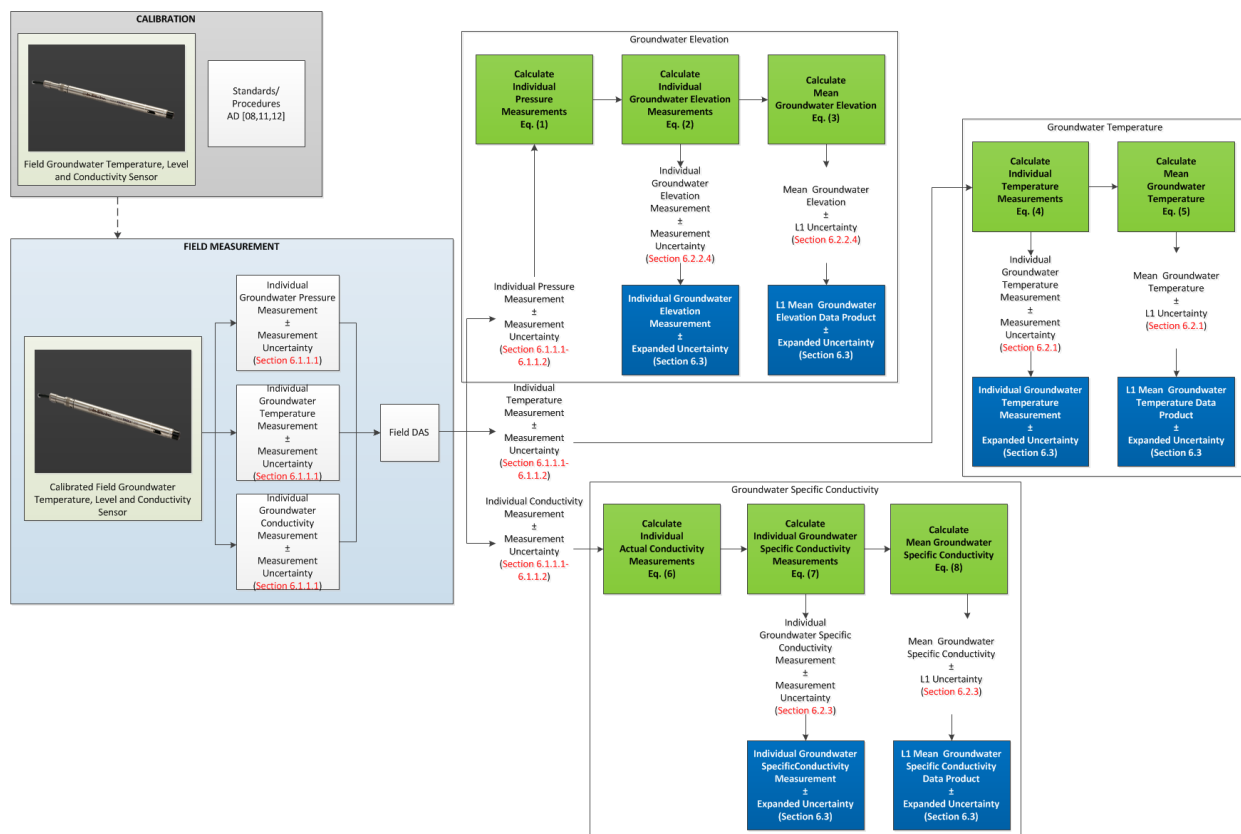 CALIBRATION
Field Groundwater Temperature, Level
and Conductivity Sensor
Standards/
Procedures
AD [08,11,12]
FIELD MEASUREMENT
Calibrated Field Groundwater
Temperature, Level and Conductivity
Sensor
Individual
Groundwater Pressure
Measurement
±
Measurement
Uncertainty
(Section 6.1.1.1)
Individual
Groundwater
Temperature
Measurement
±
Measurement
Uncertainty
(Section 6.1.1.1)
Individual
Groundwater
Conductivity
Measurement
±
Measurement
Uncertainty
(Section 6.1.1.1)
Field DAS
Individual Pressure
Measurement
±
Measurement
Uncertainty
(Section 6.1.1.1-
6.1.1.2)
Individual
Temperature
Measurement
±
Measurement
Uncertainty
(Section 6.1.1.1-
6.1.1.2)
Individual Conductivity
Measurement
±
Measurement
Uncertainty
(Section 6.1.1.1-
6.1.1.2)
Groundwater Elevation
Calculate
Individual
Pressure
Measurements
Eq. (1)
Calculate
Individual
Groundwater Elevation
Measurements
Eq. (2)
Calculate
Mean
Groundwater Elevation
Eq. (3)
Individual
Groundwater
Elevation
Measurement
±
Measurement
Uncertainty
(Section 6.2.2.4)
Mean Groundwater
Elevation
±
L1 Uncertainty
(Section 6.2.2.4)
Individual Groundwater
Elevation
Measurement
±
Expanded Uncertainty
(Section 6.3)
L1 Mean Groundwater
Elevation Data Product
±
Expanded Uncertainty
(Section 6.3)
Groundwater Temperature
Calculate
Individual
Temperature
Measurements
Eq. (4)
Calculate
Mean
Groundwater
Temperature
Eq. (5)
Individual
Groundwater
Temperature
Measurement
±
Measurement
Uncertainty
(Section 6.2.1)
Mean Groundwater
Temperature
±
L1 Uncertainty
(Section 6.2.1)
Individual Groundwater
Temperature
Measurement
±
Expanded Uncertainty
(Section 6.3)
L1 Mean Groundwater
Temperature Data
Product
±
Expanded Uncertainty
(Section 6.3
Groundwater Specific Conductivity
Calculate
Individual
Actual Conductivity
Measurements
Eq. (6)
Calculate
Individual Groundwater
Specific Conductivity
Measurements
Eq. (7)
Calculate
Mean Groundwater
Specific Conductivity
Eq. (8)
Individual
Groundwater Specific
Conductivity
Measurement
±
Measurement
Uncertainty
(Section 6.2.3)
Mean Groundwater
Specific Conductivity
±
L1 Uncertainty
(Section 6.2.3)
Individual Groundwater
SpecificConductivity
Measurement
±
Expanded Uncertainty
(Section 6.3)
L1 Mean Groundwater
Specific Conductivity
Data Product
±
Expanded Uncertainty
(Section 6.3)